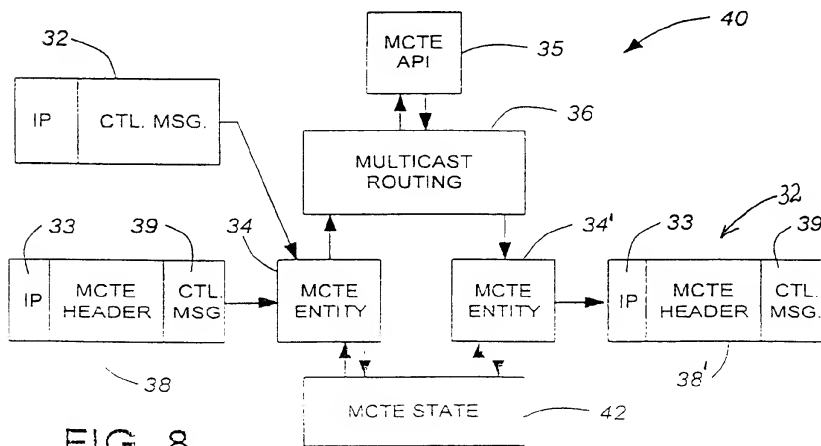 32
MCTE
API
35
40
IP
CTL. MSG.
36
MULTICAST
ROUTING
33
39
34
34'
32
33
39
IP
MCTE
HEADER
CTL.
MSG
MCTE
ENTITY
MCTE
ENTITY
IP
MCTE
HEADER
CTL.
MSG.
38
38'
MCTE STATE
42
FIG. 8